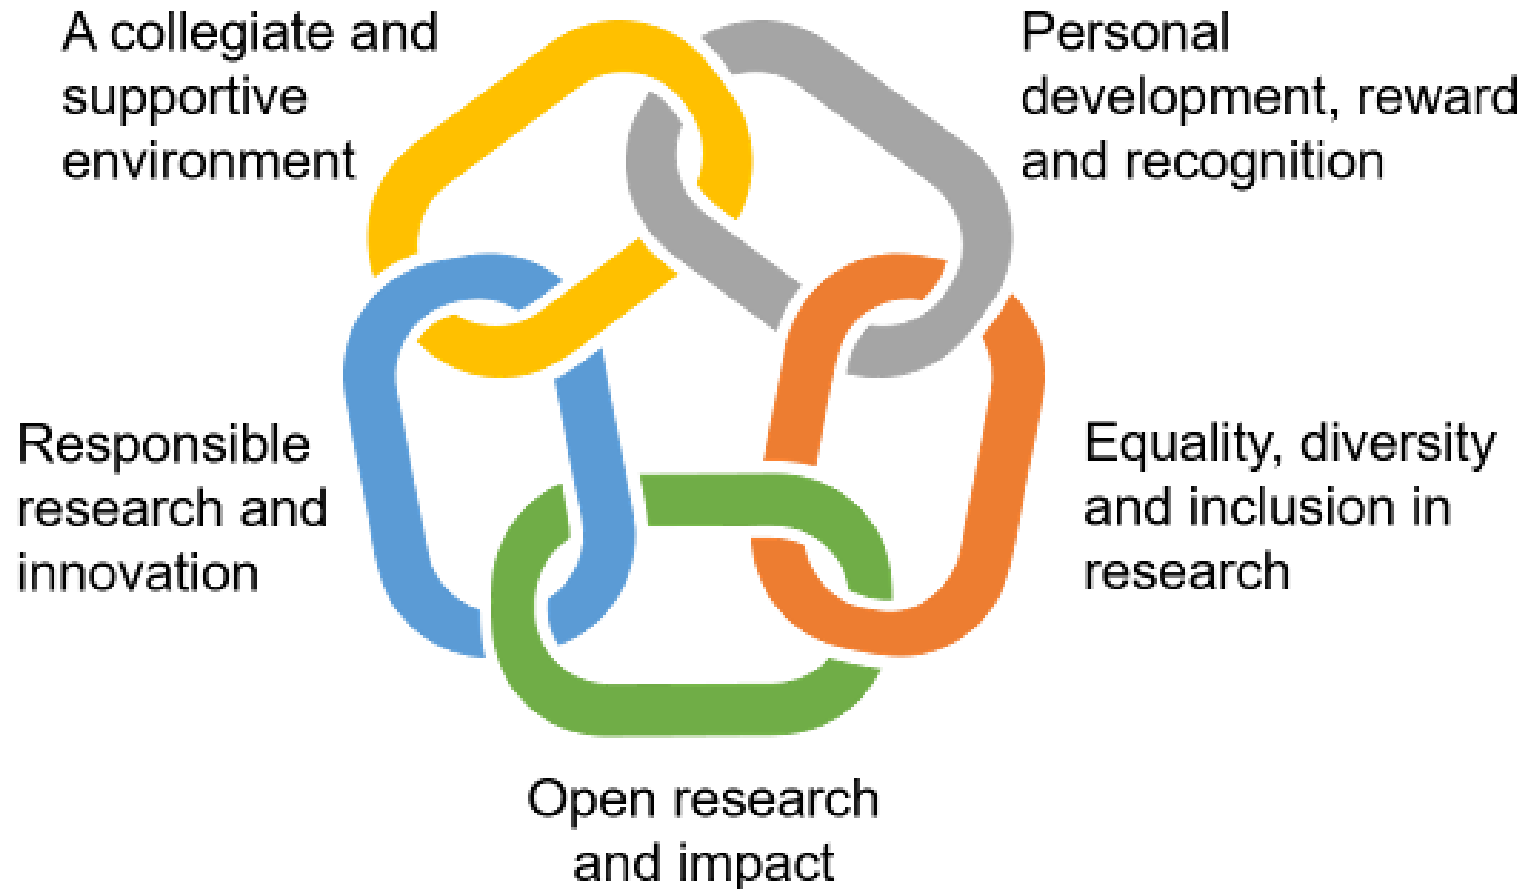 A collegiate and
supportive
environment
Personal
development, reward
and recognition
Responsible
research and
innovation
Equality, diversity
and inclusion in
research
Open research
and impact